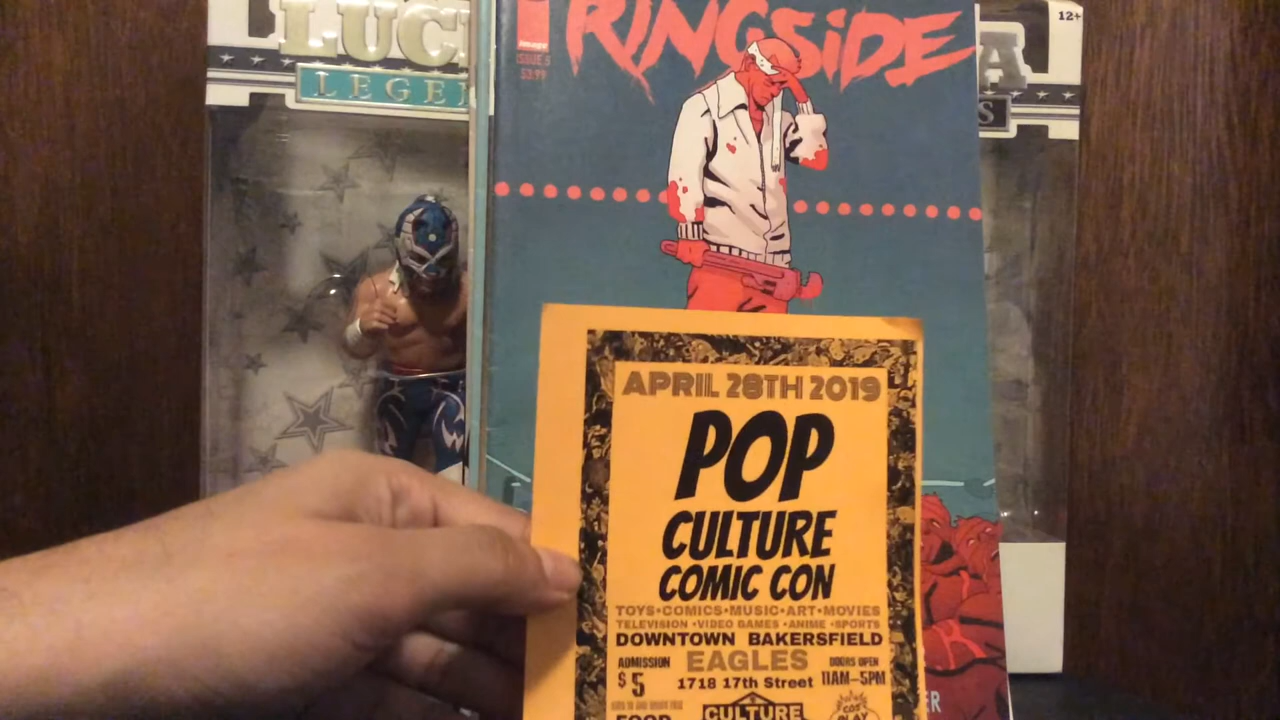 LUC
LEGE
12+
A
S
RINGSIDE
image
ISSUE 5
$3.99
APRIL 28TH 2019
POP
CULTURE
COMIC CON
TOYS•COMICS•MUSIC•ART•MOVIES
TELEVISION •VIDEO GAMES •ANIME •SPORTS
DOWNTOWN BAKERSFIELD
ADMISSION EAGLES DOORS OPEN
$5 1718 17th Street 11AM–5PM
FOOD CULTURE COS
PLAY
ER